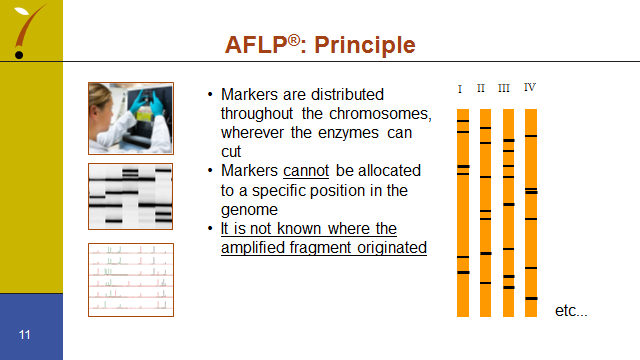 AFLP®: Principle
• Markers are distributed
throughout the chromosomes,
wherever the enzymes can
cut
• Markers cannot be allocated
to a specific position in the
genome
• It is not known where the
amplified fragment originated
I II III IV
etc...
11